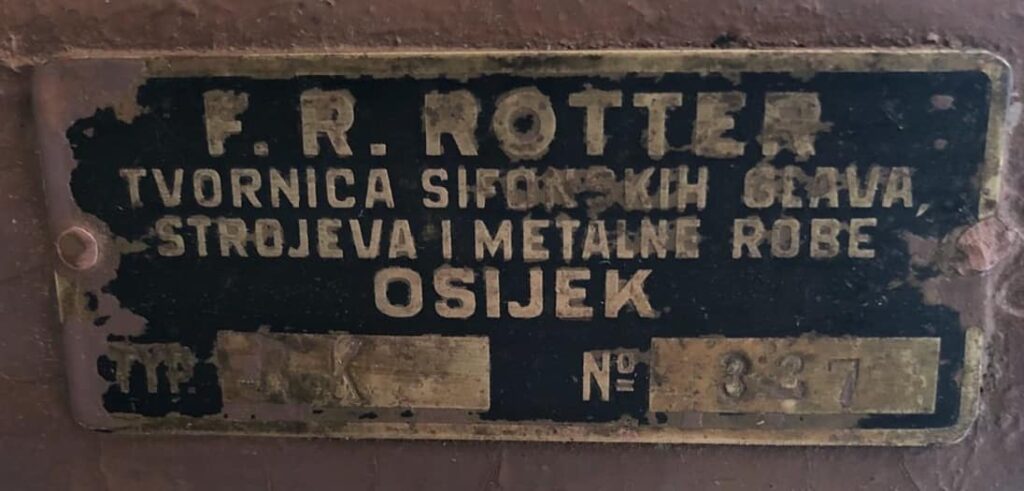 F. R. ROTTER
TVORNICA SIFONSKIH GLAVA,
STROJEVA I METALNE ROBE
OSIJEK
TYP. K Nº 337